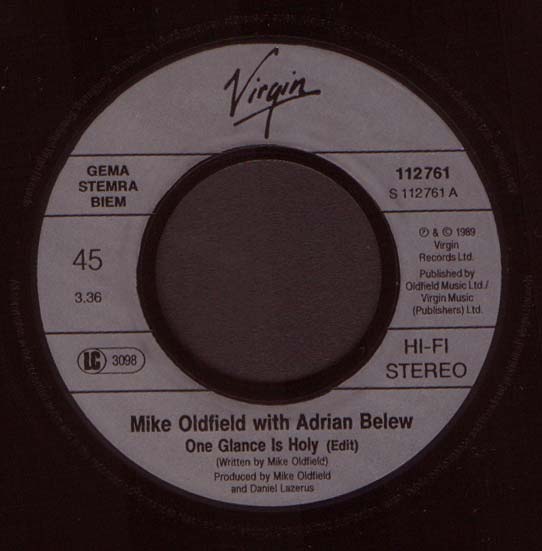 Virgin
GEMA
STEMRA
BIEM
112761
S 112 761 A
45
3.36
℗ & © 1989
Virgin
Records Ltd.
Published by
Oldfield Music Ltd./
Virgin Music
(Publishers) Ltd.
LC 3098
HI-FI
STEREO
Mike Oldfield with Adrian Belew
One Glance Is Holy (Edit)
(Written by Mike Oldfield)
Produced by Mike Oldfield
and Daniel Lazerus